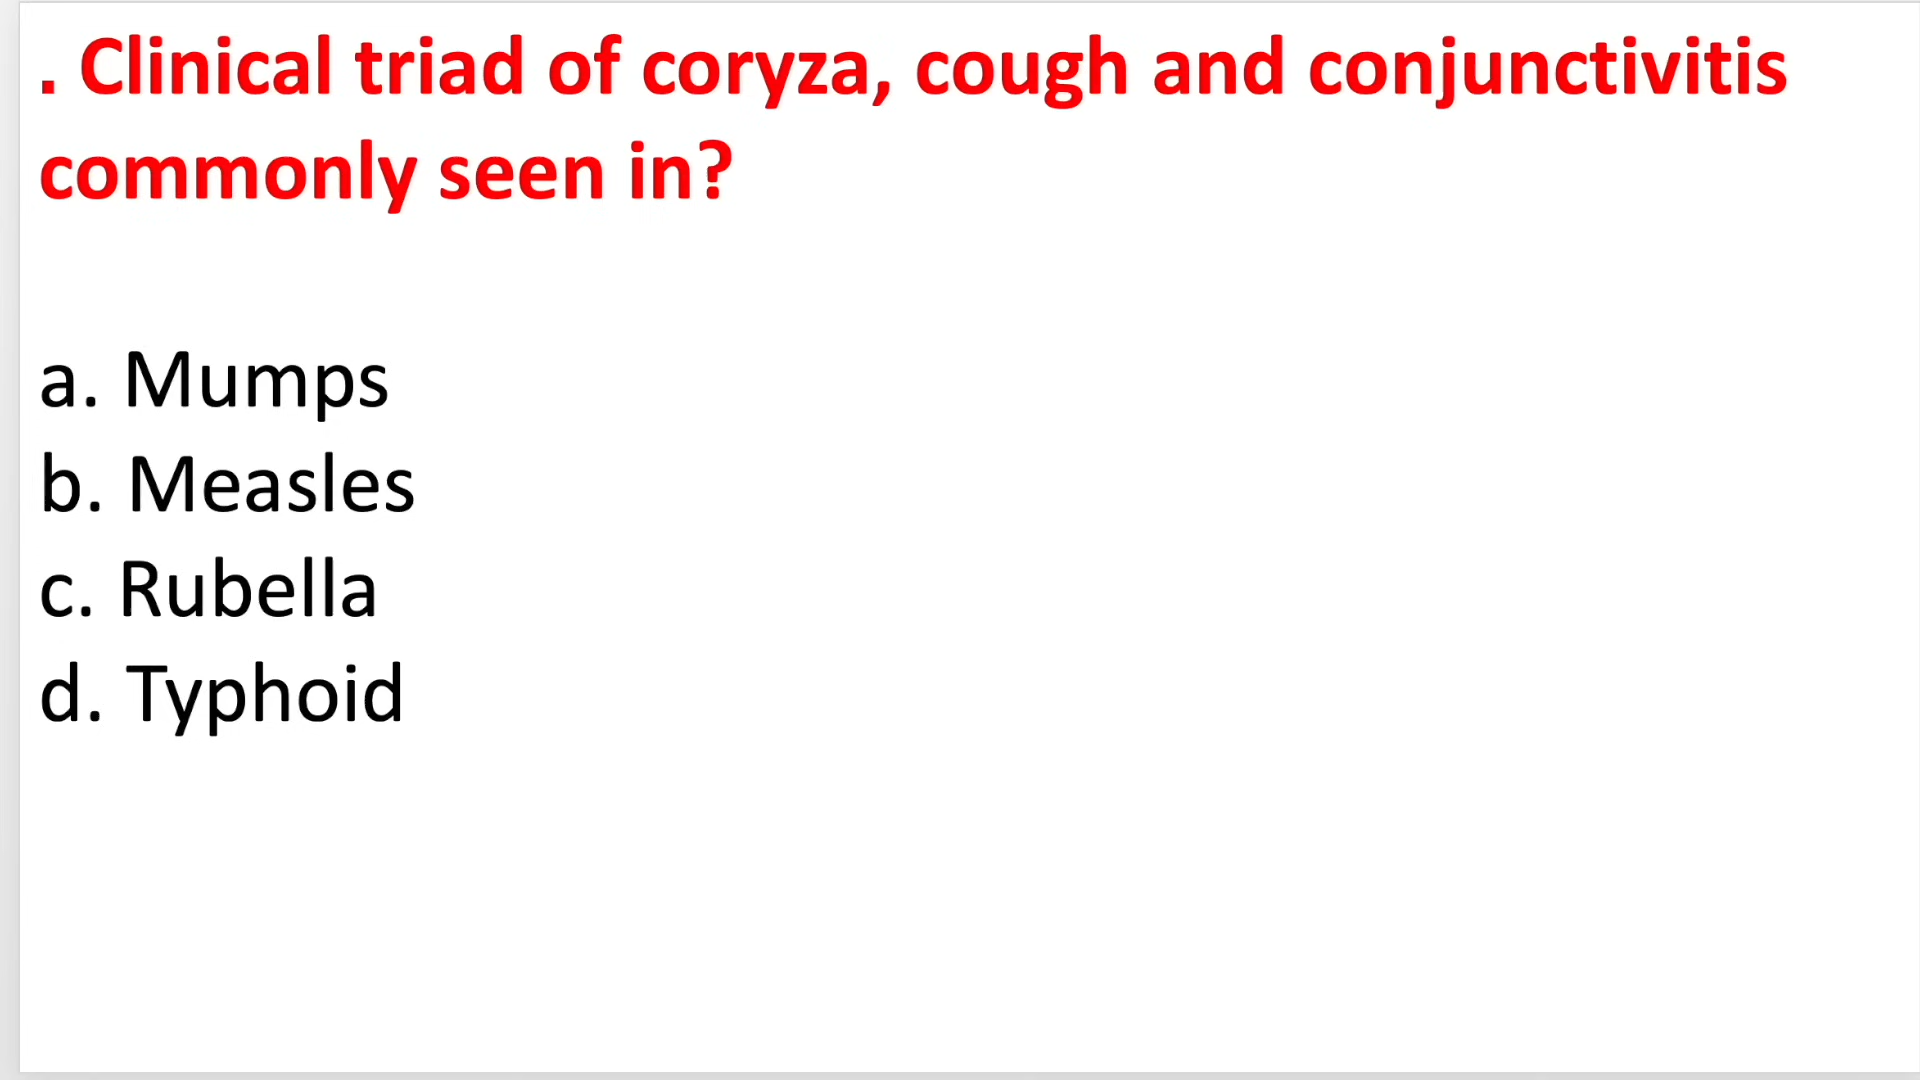 . Clinical triad of coryza, cough and conjunctivitis
commonly seen in?
a. Mumps
b. Measles
c. Rubella
d. Typhoid